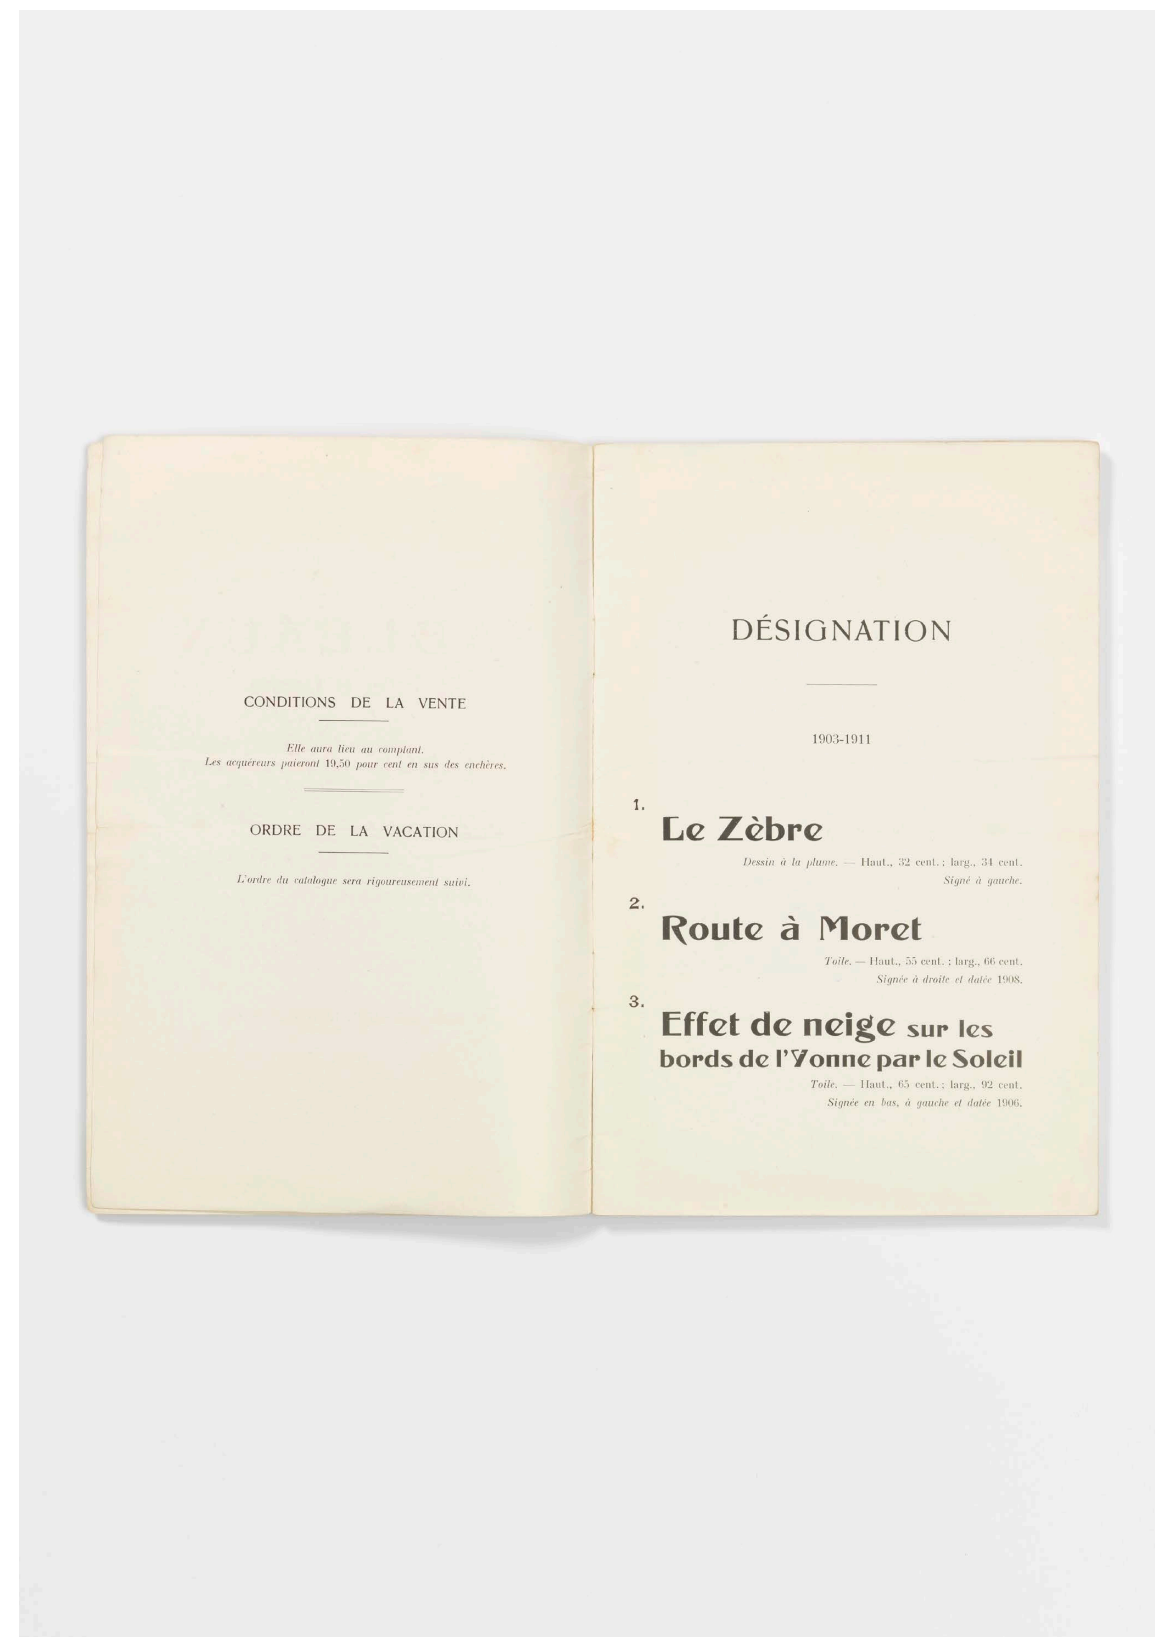 CONDITIONS DE LA VENTE
Elle aura lieu au comptant.
Les acquéreurs paieront 19,50 pour cent en sus des enchères.
ORDRE DE LA VACATION
L'ordre du catalogue sera rigoureusement suivi.
DÉSIGNATION
1903-1911
1.
Le Zèbre
Dessin à la plume. — Haut., 32 cent. ; larg., 34 cent.
Signé à gauche.
2.
Route à Moret
Toile. — Haut., 55 cent. ; larg., 66 cent.
Signée à droite et datée 1908.
3.
Effet de neige sur les
bords de l'Yonne par le Soleil
Toile. — Haut., 65 cent. ; larg., 92 cent.
Signée en bas, à gauche et datée 1906.